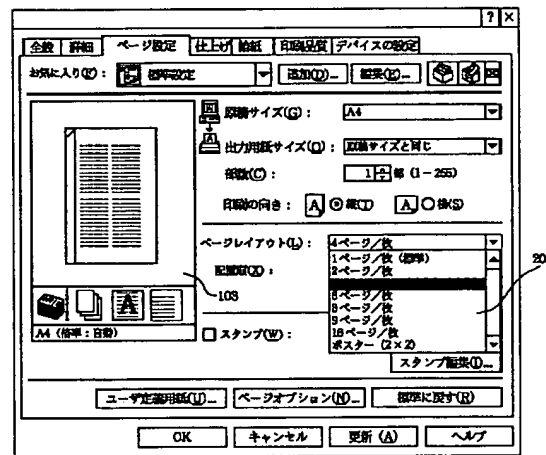 ? ×
全般 詳細 ページ設定 仕上げ 給紙 印刷品質 デバイスの設定
お気に入り(F): 標準設定 追加(D)... 編集(E)...
原稿サイズ(G): A4
出力用紙サイズ(O): 原稿サイズと同じ
部数(C): 1 部 (1-255)
印刷の向き: A 縦(T) A 横(S)
ページレイアウト(L): 4ページ/枚
1ページ/枚 (標準)
20
2ページ/枚
配置順(X):
6ページ/枚
103
8ページ/枚
9ページ/枚
16ページ/枚
A
A4 (倍率:自動)
スタンプ(W):
ポスター (2×2)
スタンプ編集(I)...
ユーザ定義用紙(U)... ページオプション(N)... 標準に戻す(R)
OK キャンセル 更新 (A) ヘルプ